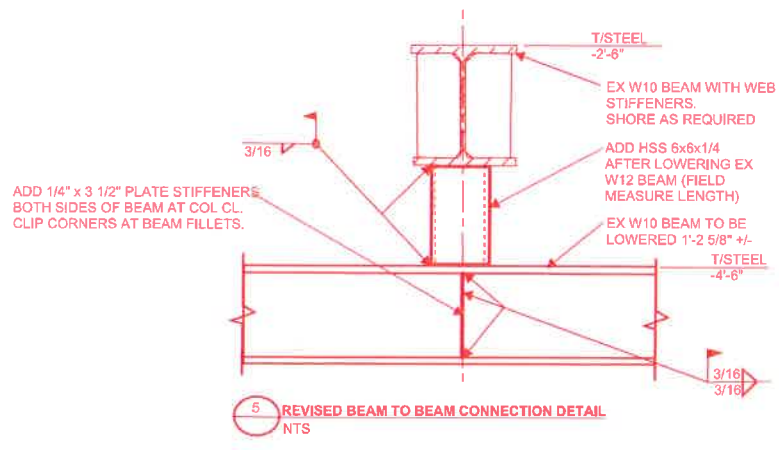 T/STEEL
-2'-6"
EX W10 BEAM WITH WEB
STIFFENERS.
SHORE AS REQUIRED
3/16
ADD HSS 6x6x1/4
AFTER LOWERING EX
W12 BEAM (FIELD
MEASURE LENGTH)
ADD 1/4" x 3 1/2" PLATE STIFFENERS
BOTH SIDES OF BEAM AT COL CL.
CLIP CORNERS AT BEAM FILLETS.
EX W10 BEAM TO BE
LOWERED 1'-2 5/8" +/-
T/STEEL
-4'-6"
3/16
3/16
5 REVISED BEAM TO BEAM CONNECTION DETAIL
NTS